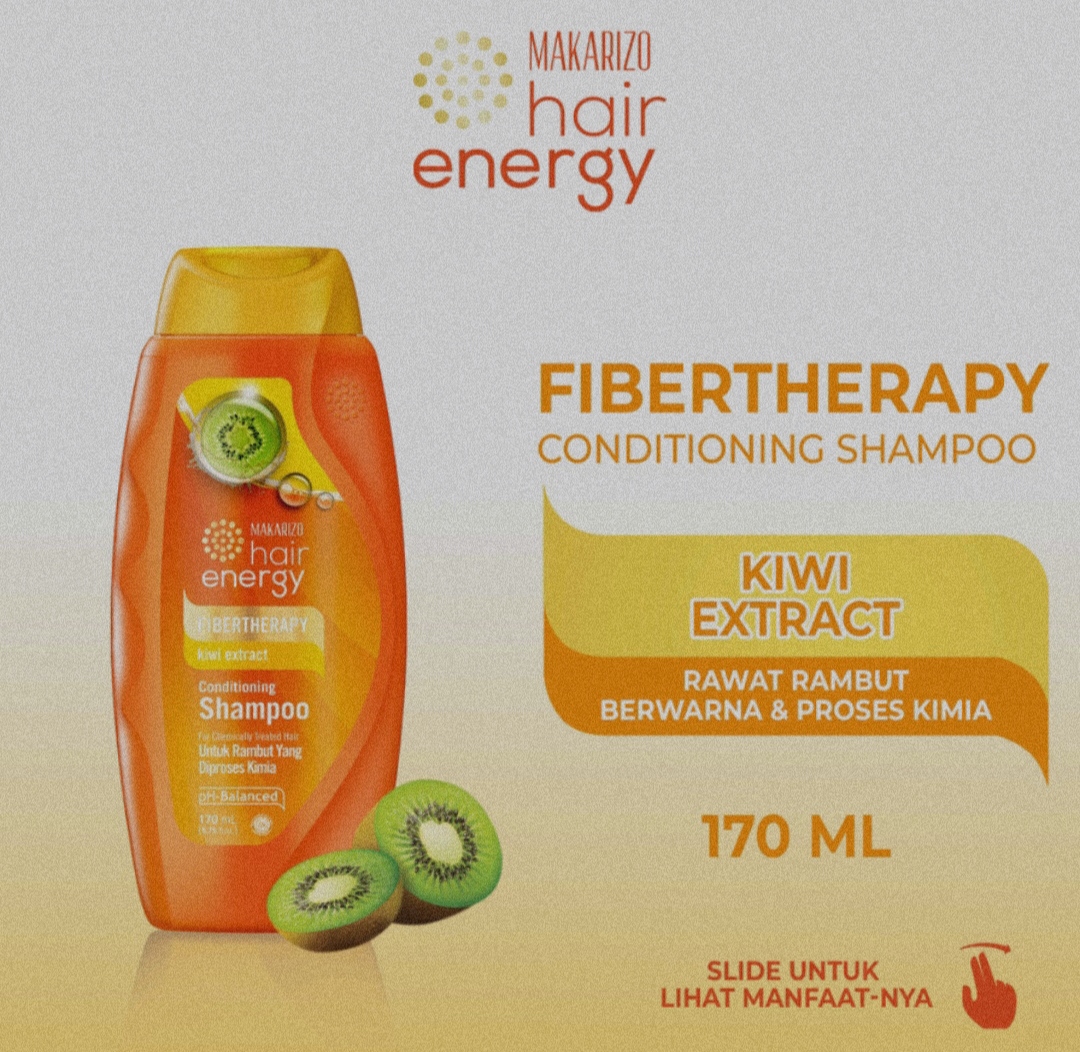 MAKARIZO
hair
energy
FIBERTHERAPY
CONDITIONING SHAMPOO
KIWI
EXTRACT
RAWAT RAMBUT
BERWARNA & PROSES KIMIA
170 ML
SLIDE UNTUK
LIHAT MANFAAT-NYA
MAKARIZO
hair
energy
FIBERTHERAPY
kiwi extract
Conditioning
Shampoo
For Chemically Treated Hair
Untuk Rambut Yang
Diproses Kimia
pH-Balanced
170 mL